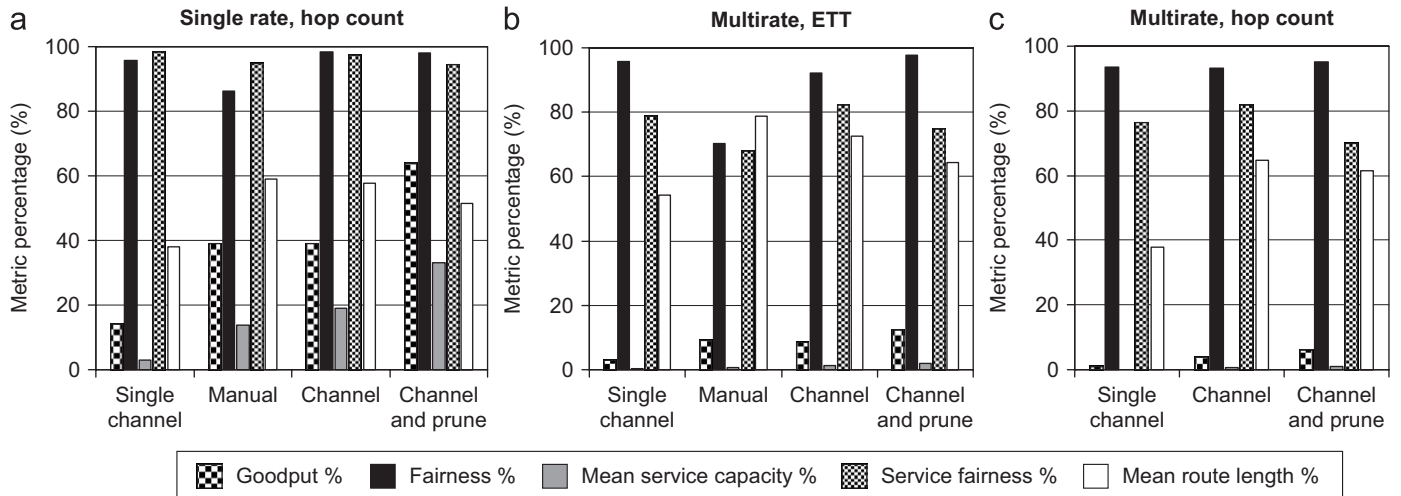 a
Single rate, hop count
Metric percentage (%)
100
80
60
40
20
0
Single channel
Manual
Channel
Channel and prune
b
Multirate, ETT
Metric percentage (%)
100
80
60
40
20
0
Single channel
Manual
Channel
Channel and prune
c
Multirate, hop count
Metric percentage (%)
100
80
60
40
20
0
Single channel
Channel
Channel and prune
Goodput % Fairness % Mean service capacity % Service fairness % Mean route length %